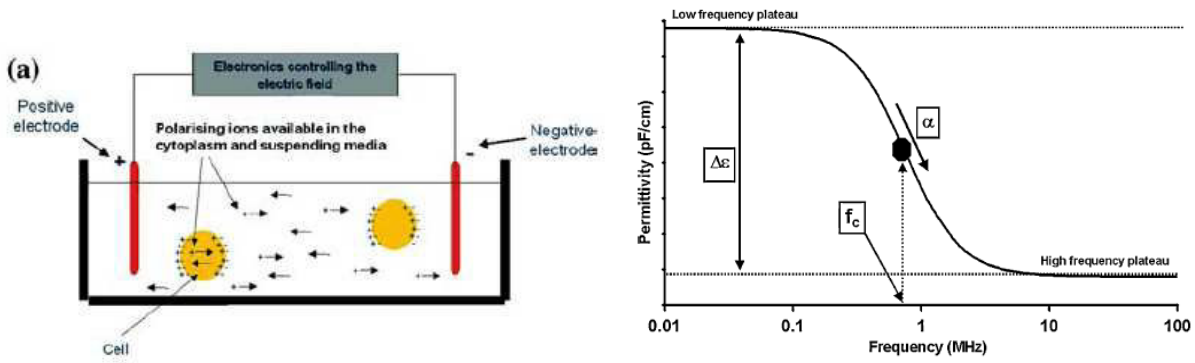 (a)
Electronics controlling the
electric field
Positive
electrode
+
Polarising ions available in the
cytoplasm and suspending media
-
Negative-
electrode
Cell
Low frequency plateau
Permittivity (pF/cm)
Δε
α
f_c
High frequency plateau
0.01
0.1
1
10
100
Frequency (MHz)